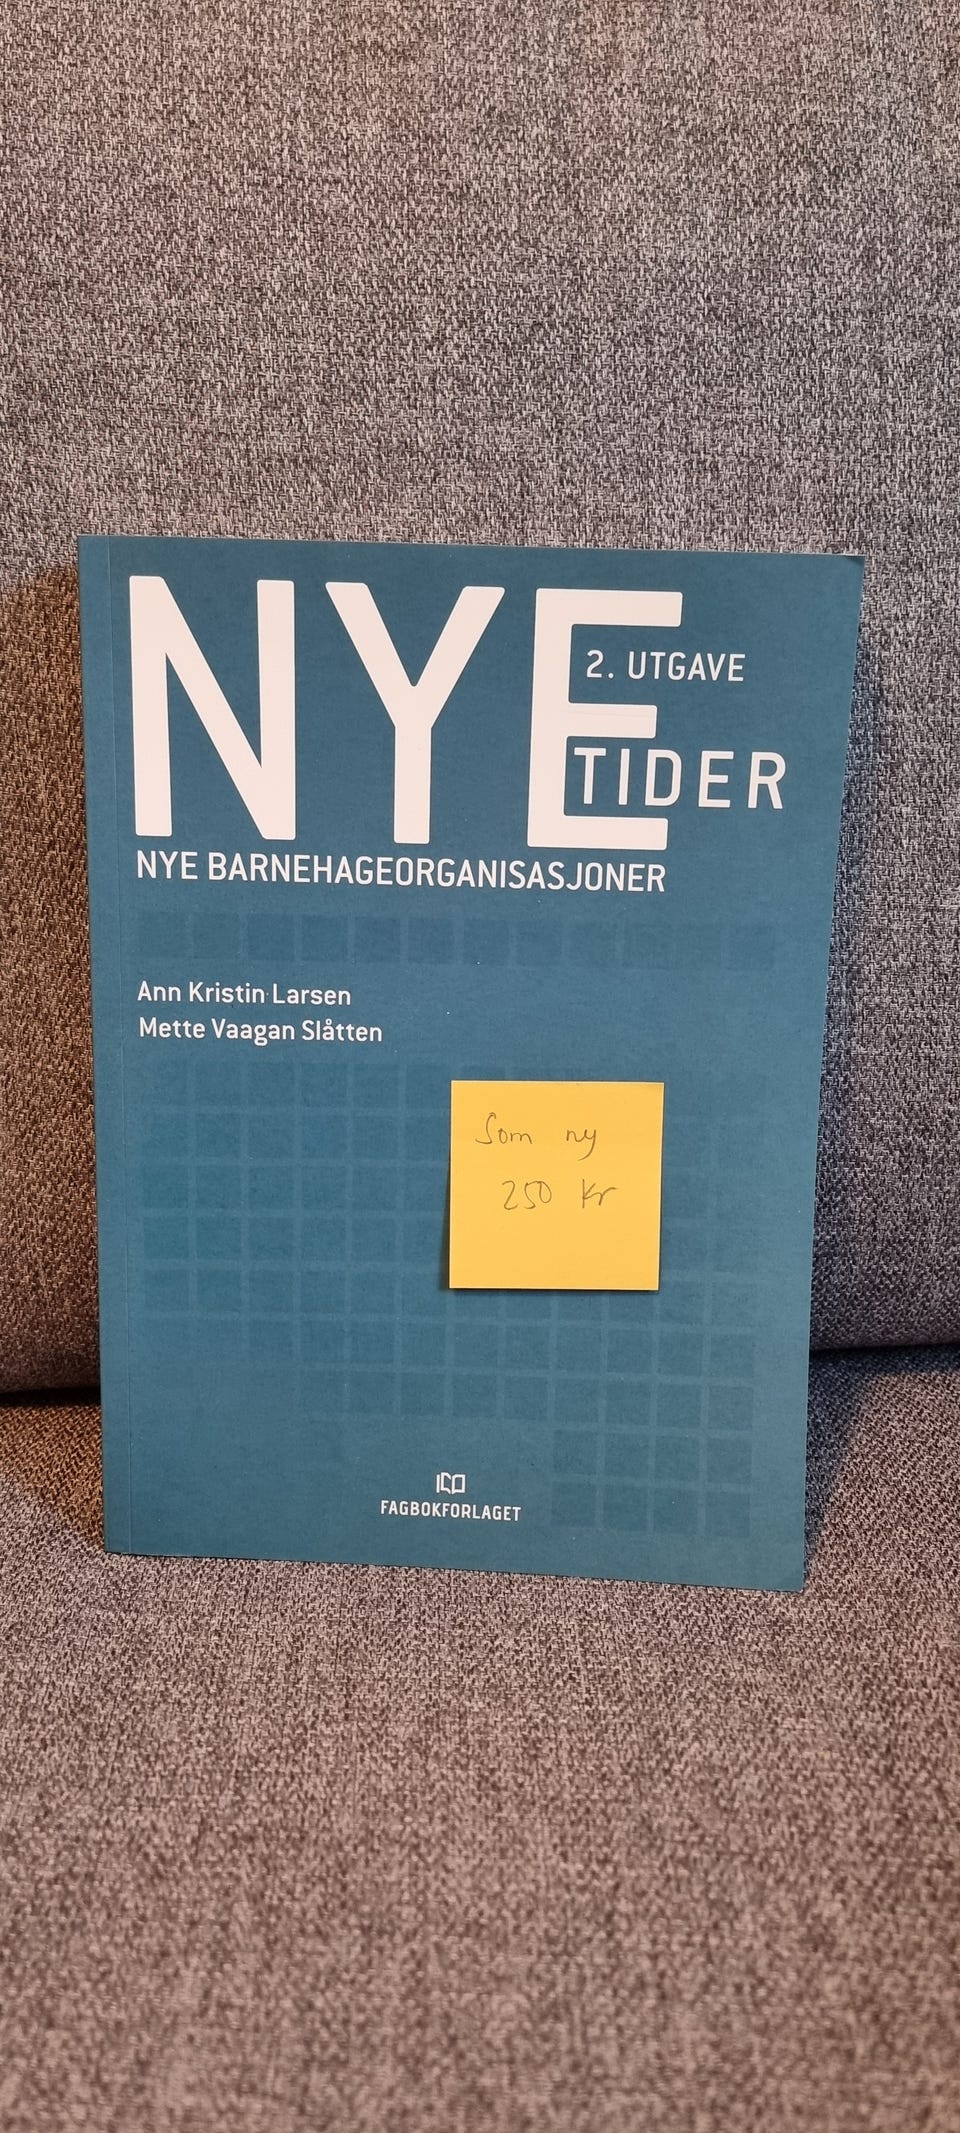 NYE
2. UTGAVE
TIDER
NYE BARNEHAGEORGANISASJONER
Ann Kristin Larsen
Mette Vaagan Slåtten
Som ny
250 kr
FAGBOKFORLAGET